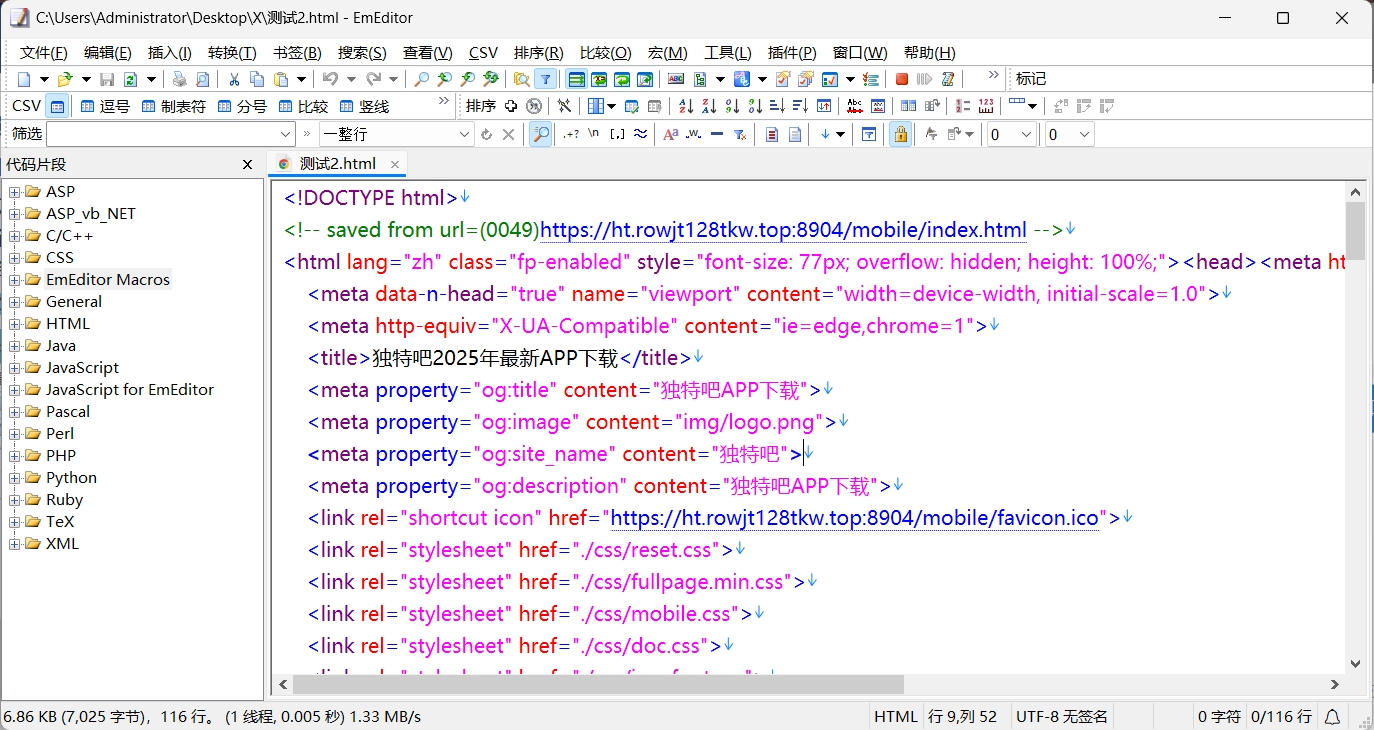 C:\Users\Administrator\Desktop\X\测试2.html - EmEditor
文件(F) 编辑(E) 插入(I) 转换(T) 书签(B) 搜索(S) 查看(V) CSV 排序(R) 比较(O) 宏(M) 工具(L) 插件(P) 窗口(W) 帮助(H)
标记
CSV 逗号 制表符 分号 比较 竖线 排序
筛选 一整行 0 0
代码片段
测试2.html
ASP
ASP_vb_NET
C/C++
CSS
EmEditor Macros
General
HTML
Java
JavaScript
JavaScript for EmEditor
Pascal
Perl
PHP
Python
Ruby
TeX
XML
<!DOCTYPE html>↓
<!-- saved from url=(0049)https://ht.rowjt128tkw.top:8904/mobile/index.html -->↓
<html lang="zh" class="fp-enabled" style="font-size: 77px; overflow: hidden; height: 100%;"><head><meta ht
<meta data-n-head="true" name="viewport" content="width=device-width, initial-scale=1.0">↓
<meta http-equiv="X-UA-Compatible" content="ie=edge,chrome=1">↓
<title>独特吧2025年最新APP下载</title>↓
<meta property="og:title" content="独特吧APP下载">↓
<meta property="og:image" content="img/logo.png">↓
<meta property="og:site_name" content="独特吧">↓
<meta property="og:description" content="独特吧APP下载">↓
<link rel="shortcut icon" href="https://ht.rowjt128tkw.top:8904/mobile/favicon.ico">↓
<link rel="stylesheet" href="./css/reset.css">↓
<link rel="stylesheet" href="./css/fullpage.min.css">↓
<link rel="stylesheet" href="./css/mobile.css">↓
<link rel="stylesheet" href="./css/doc.css">↓
6.86 KB (7,025 字节)，116 行。 (1 线程, 0.005 秒) 1.33 MB/s
HTML 行 9,列 52 UTF-8 无签名 0 字符 0/116 行